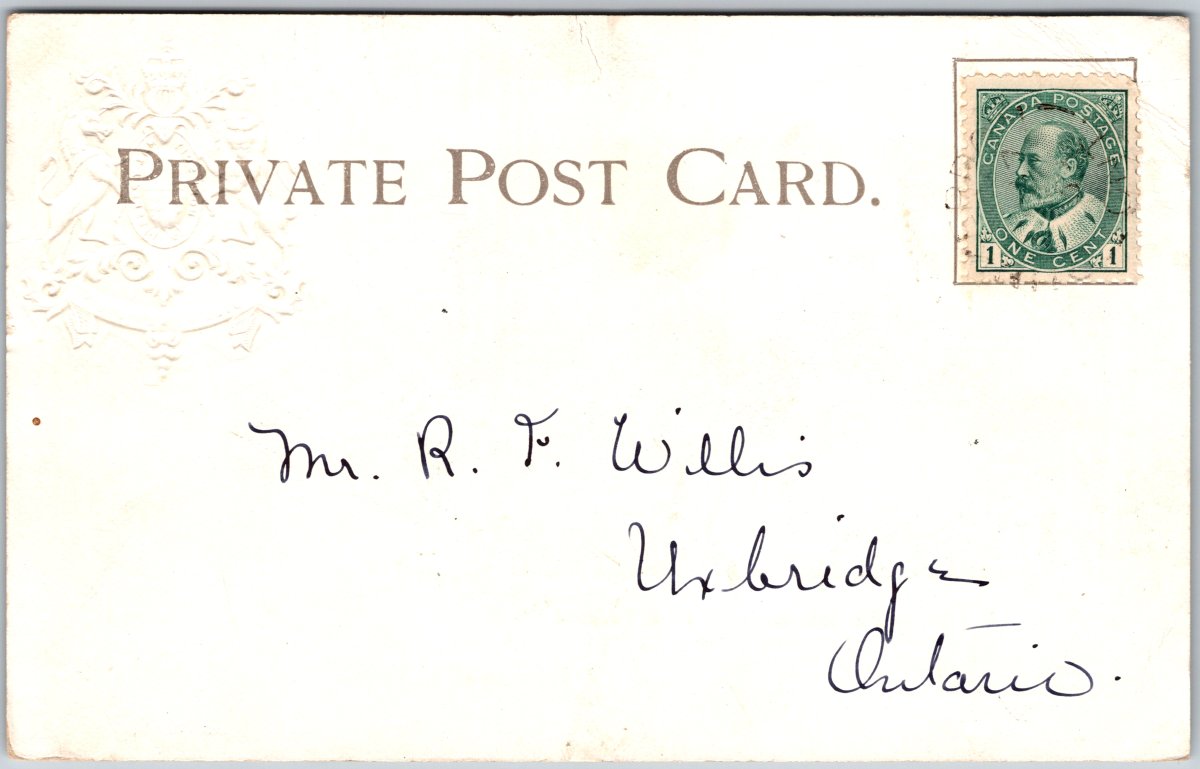 PRIVATE POST CARD.
CANADA POSTAGE
1 ONE CENT 1
Mr. R. F. Willis
Uxbridge
Ontario.